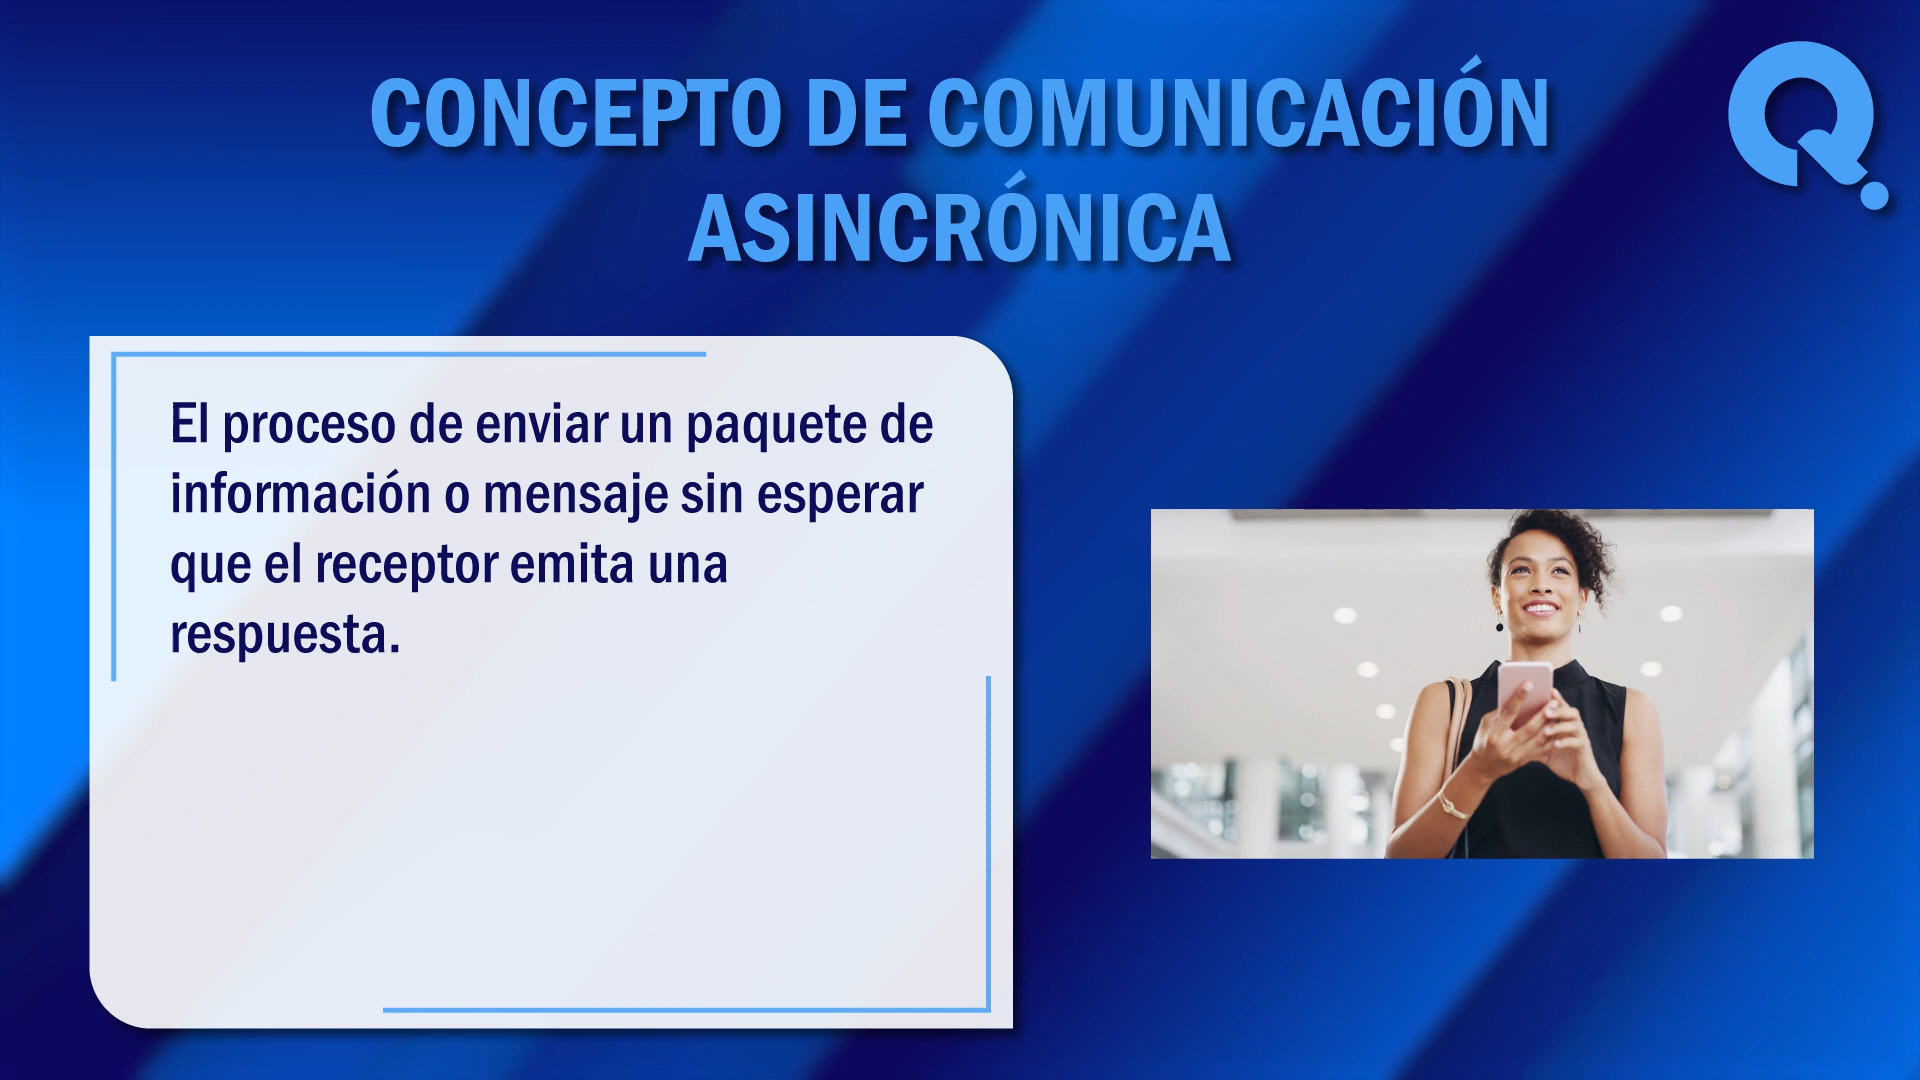 CONCEPTO DE COMUNICACIÓN
ASINCRÓNICA
El proceso de enviar un paquete de
información o mensaje sin esperar
que el receptor emita una
respuesta.